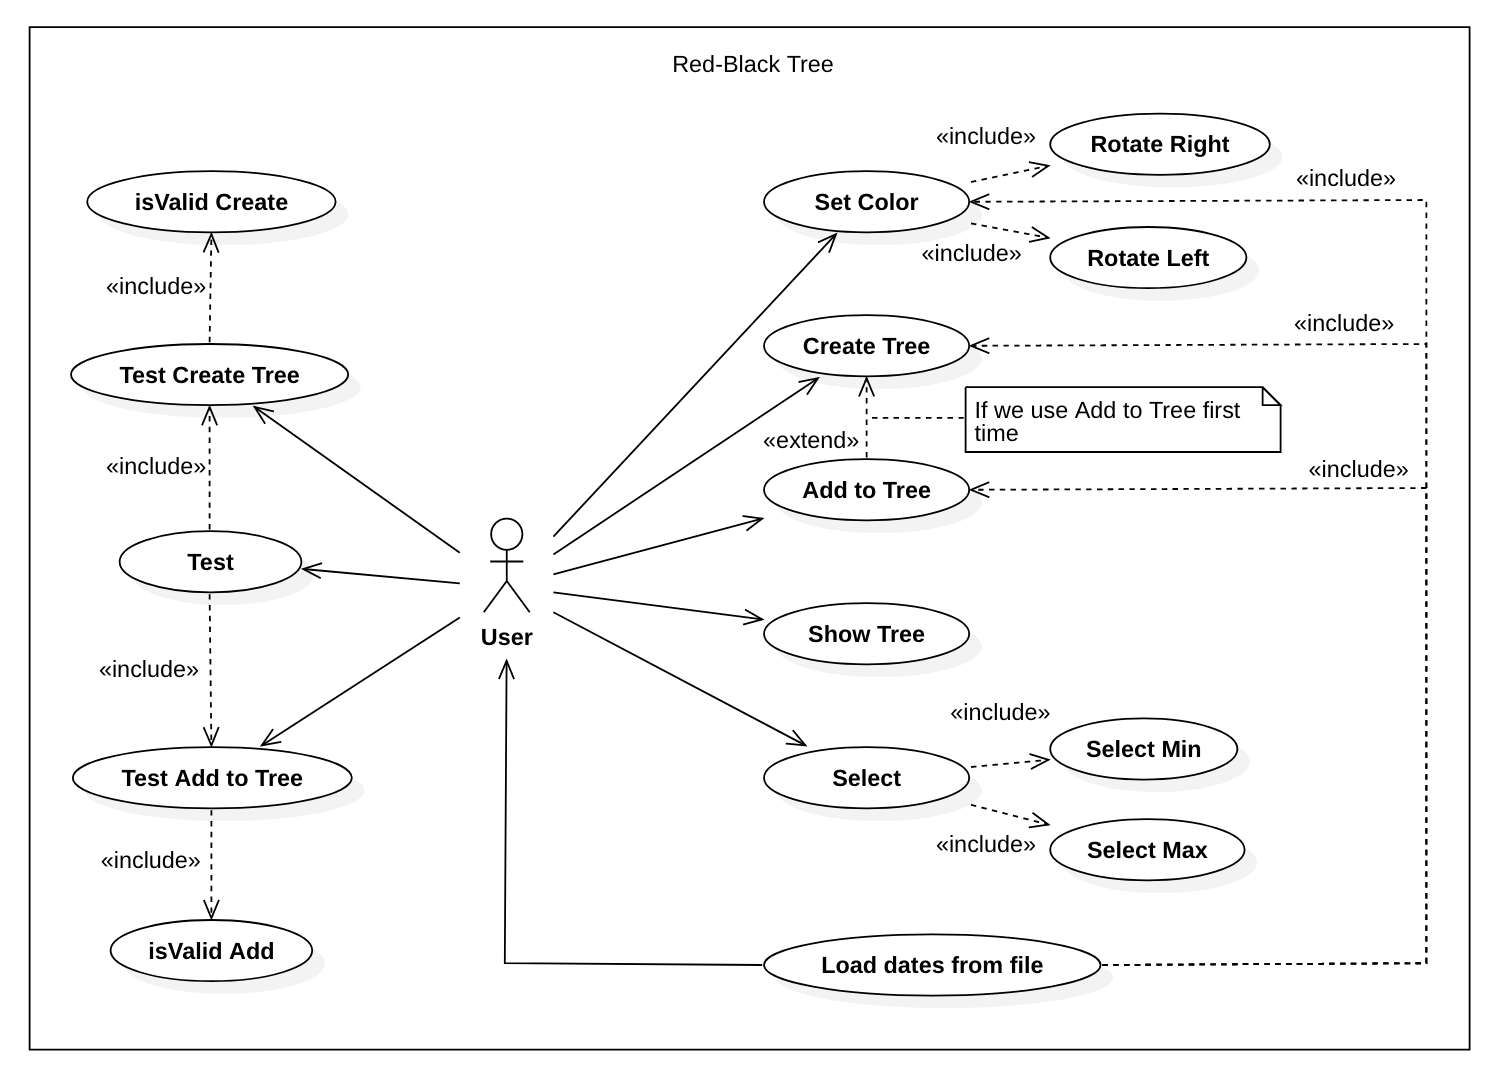 Red-Black Tree
«include»
Rotate Right
«include»
isValid Create
Set Color
«include»
Rotate Left
«include»
«include»
Create Tree
Test Create Tree
If we use Add to Tree first
time
«extend»
«include»
«include»
Add to Tree
Test
User
Show Tree
«include»
«include»
Select Min
Test Add to Tree
Select
«include»
Select Max
«include»
isValid Add
Load dates from file